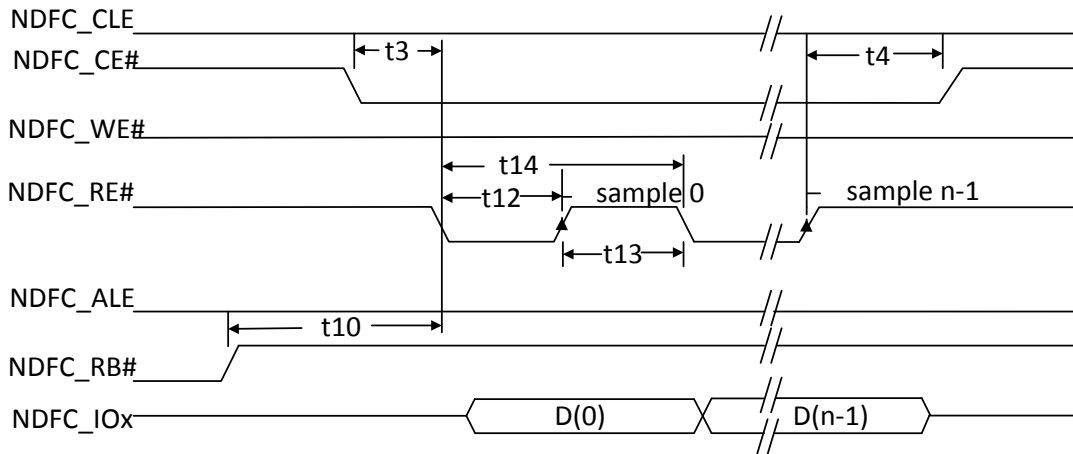 NDFC_CLE
t3
t4
NDFC_CE#
NDFC_WE#
t14
NDFC_RE#
t12
sample 0
sample n-1
t13
NDFC_ALE
t10
NDFC_RB#
NDFC_IOx
D(0)
D(n-1)